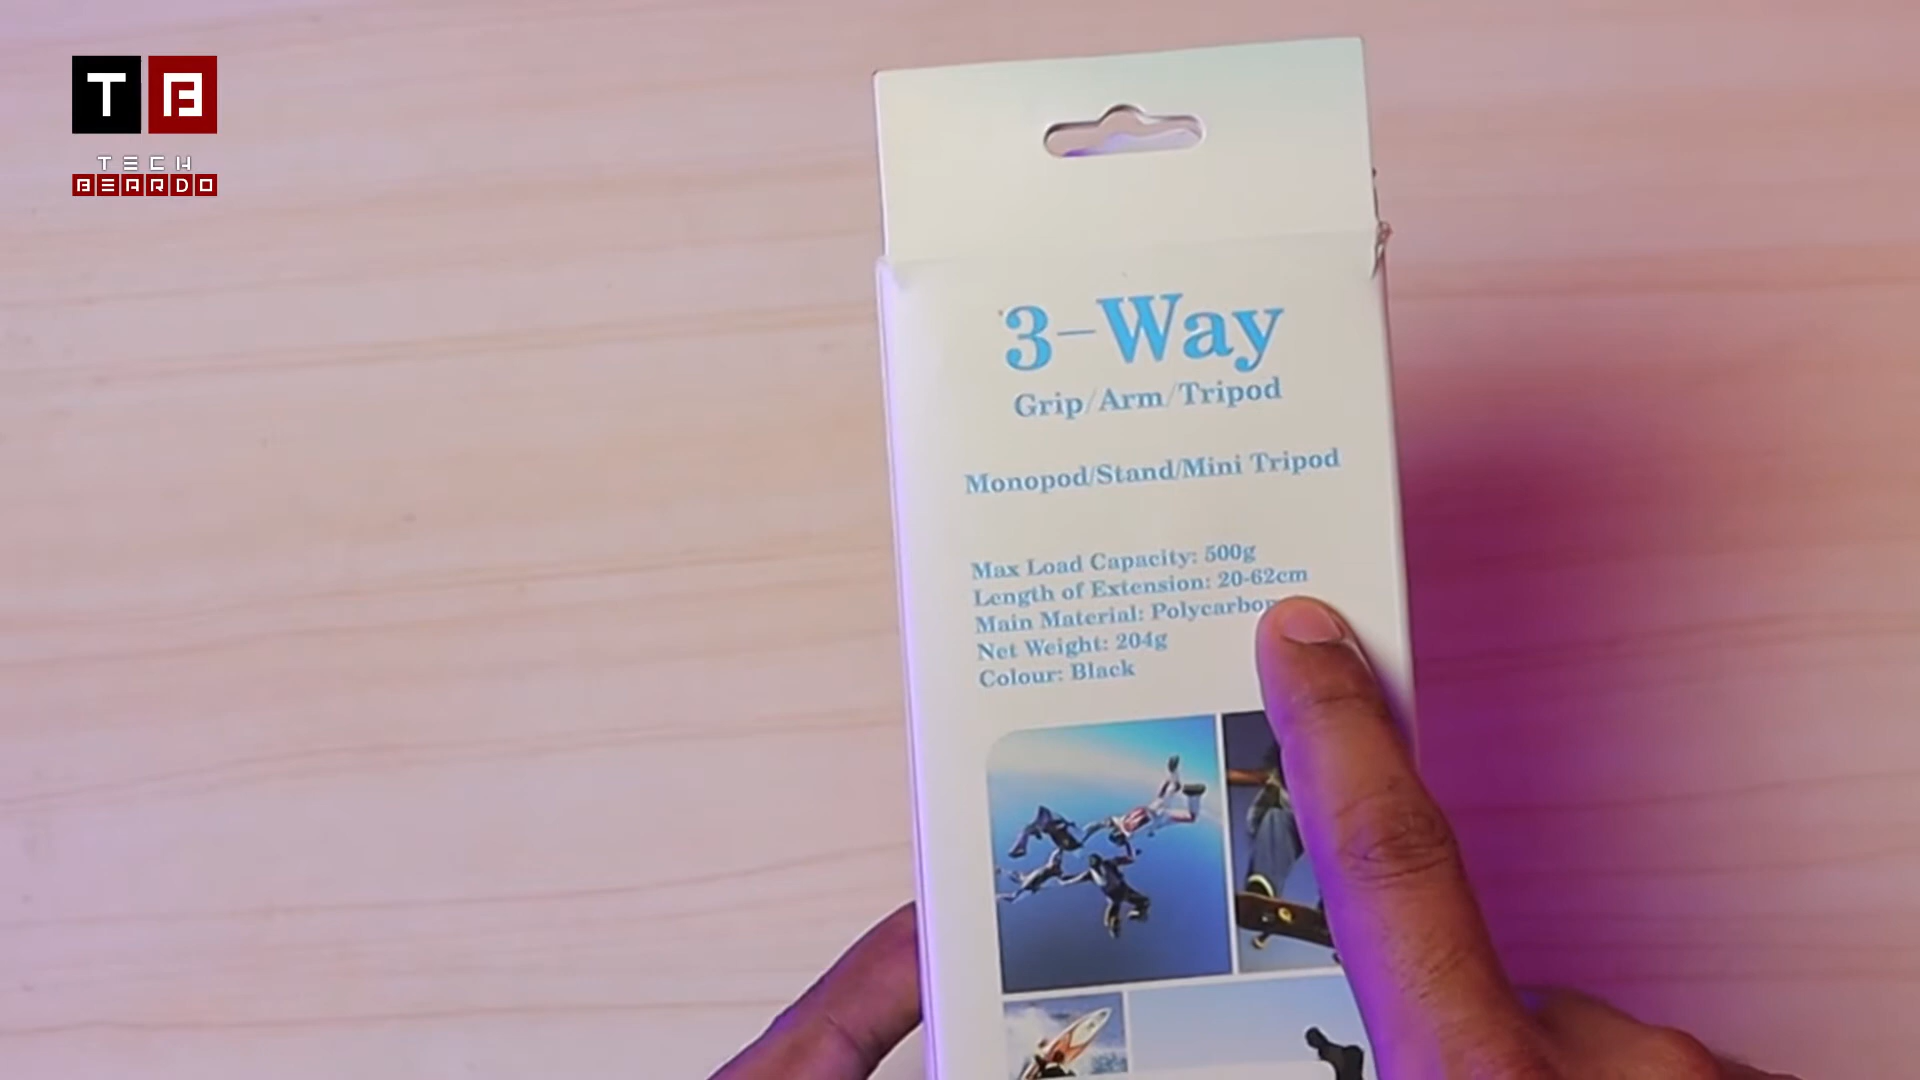 TB
TECH
BEARDO
3-Way
Grip/Arm/Tripod
Monopod/Stand/Mini Tripod
Max Load Capacity: 500g
Length of Extension: 20-62cm
Main Material:
Net Weight: 204g
Colour: Black